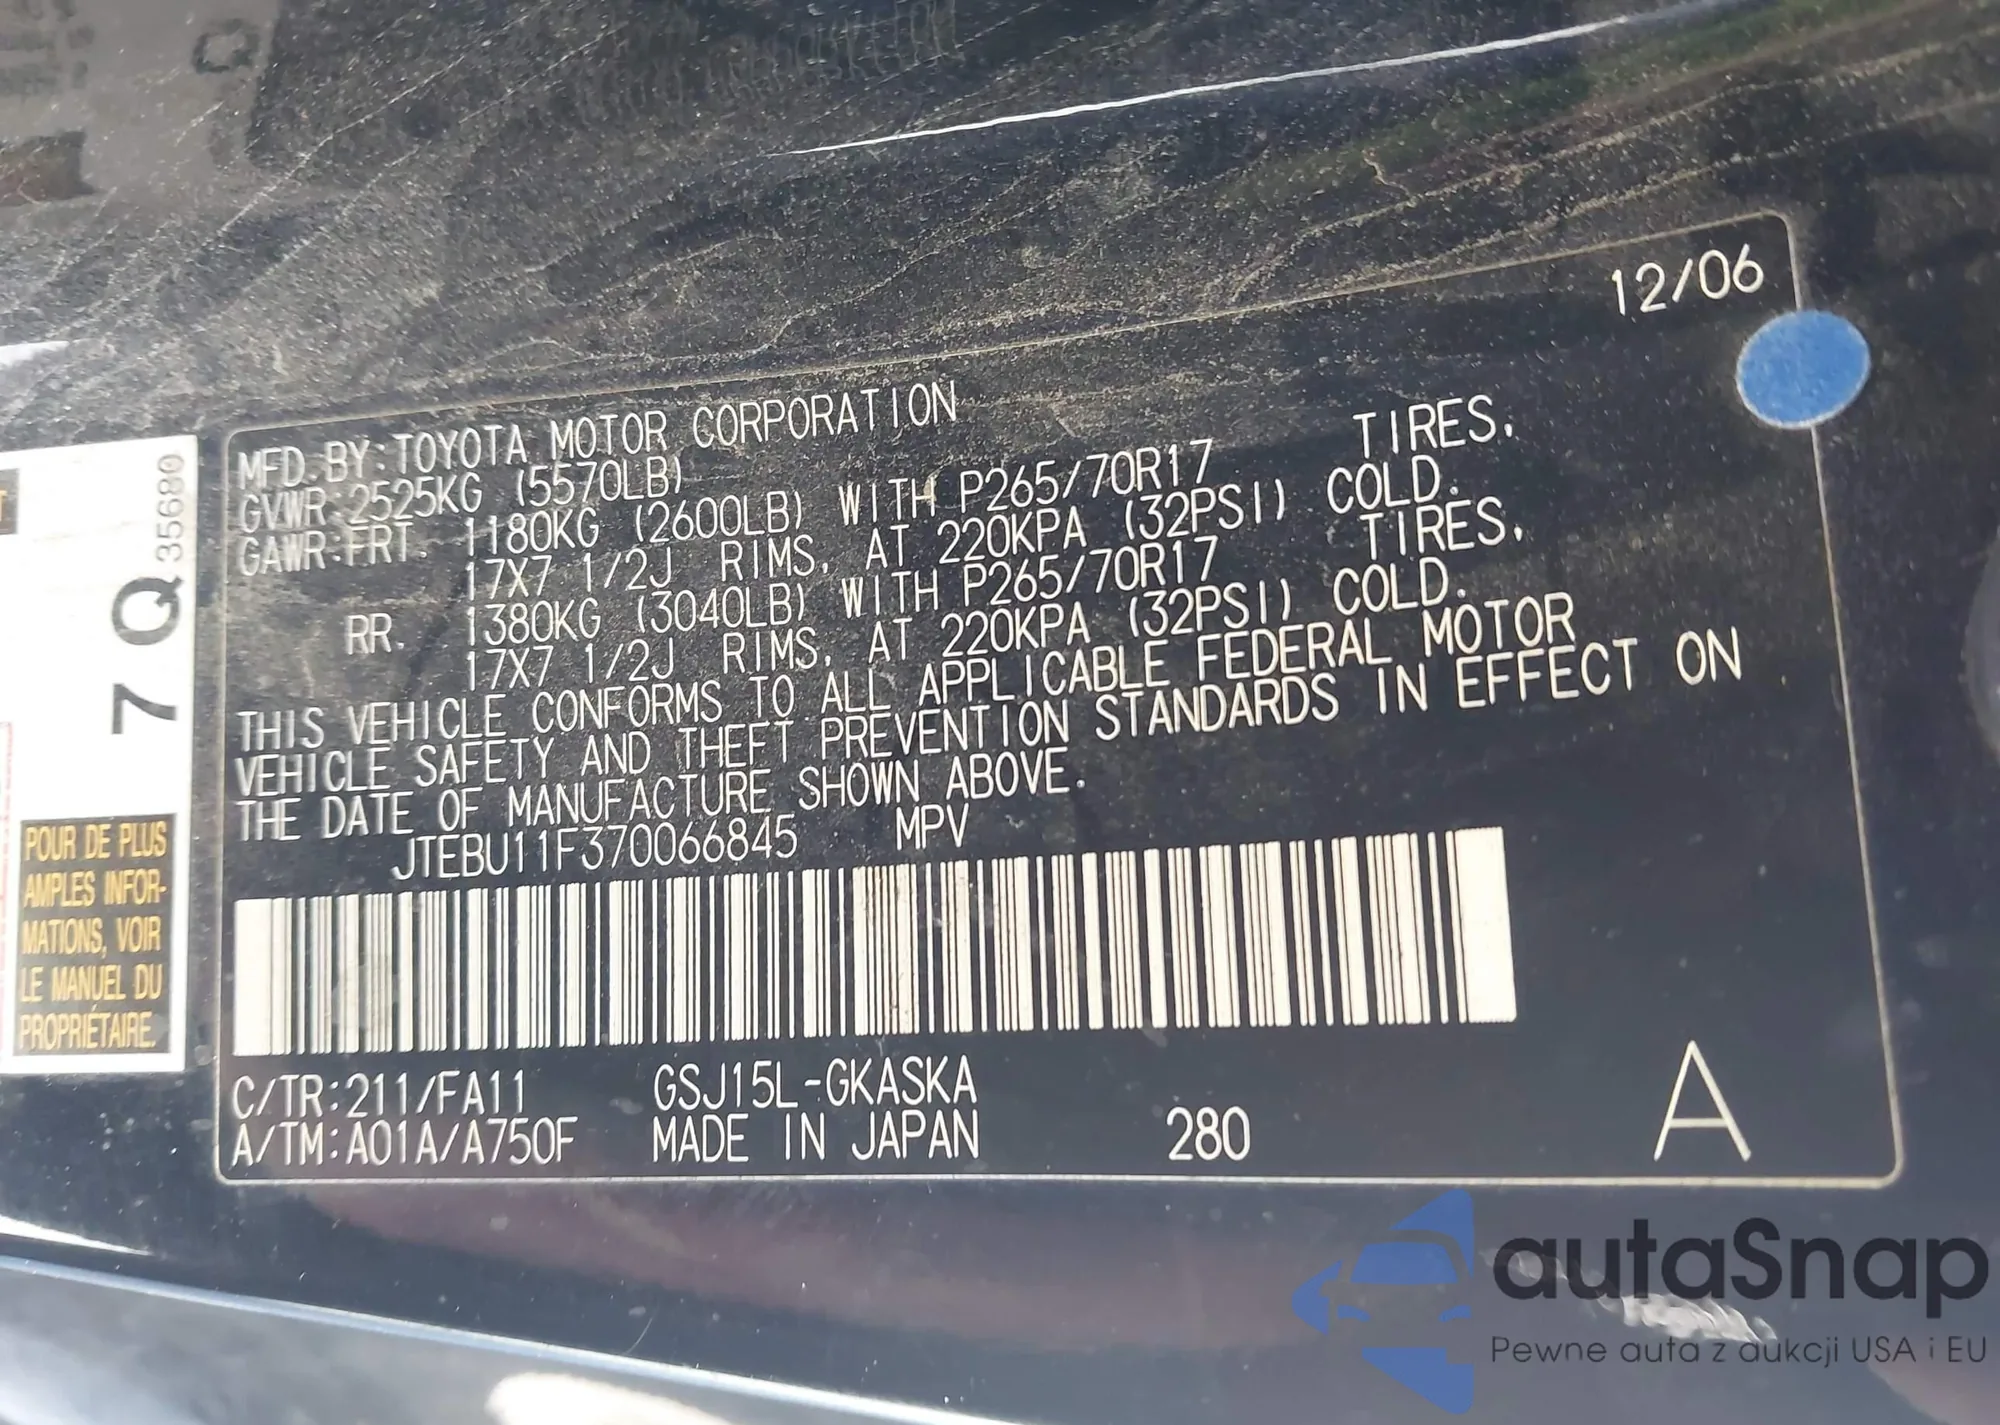 12/06
MFD. BY: TOYOTA MOTOR CORPORATION
GVWR: 2525KG (5570LB)
GAWR: FRT. 1180KG (2600LB) WITH P265/70R17 TIRES,
17X7 1/2J RIMS, AT 220KPA (32PSI) COLD.
RR. 1380KG (3040LB) WITH P265/70R17 TIRES,
17X7 1/2J RIMS, AT 220KPA (32PSI) COLD.
THIS VEHICLE CONFORMS TO ALL APPLICABLE FEDERAL MOTOR
VEHICLE SAFETY AND THEFT PREVENTION STANDARDS IN EFFECT ON
THE DATE OF MANUFACTURE SHOWN ABOVE.
JTEBU11F370066845 MPV
C/TR:211/FA11 GSJ15L-GKASKA
A/TM:A01A/A750F MADE IN JAPAN 280 A
7 Q 35680
POUR DE PLUS
AMPLES INFOR-
MATIONS, VOIR
LE MANUEL DU
PROPRIÉTAIRE.
autaSnap
Pewne auta z aukcji USA i EU